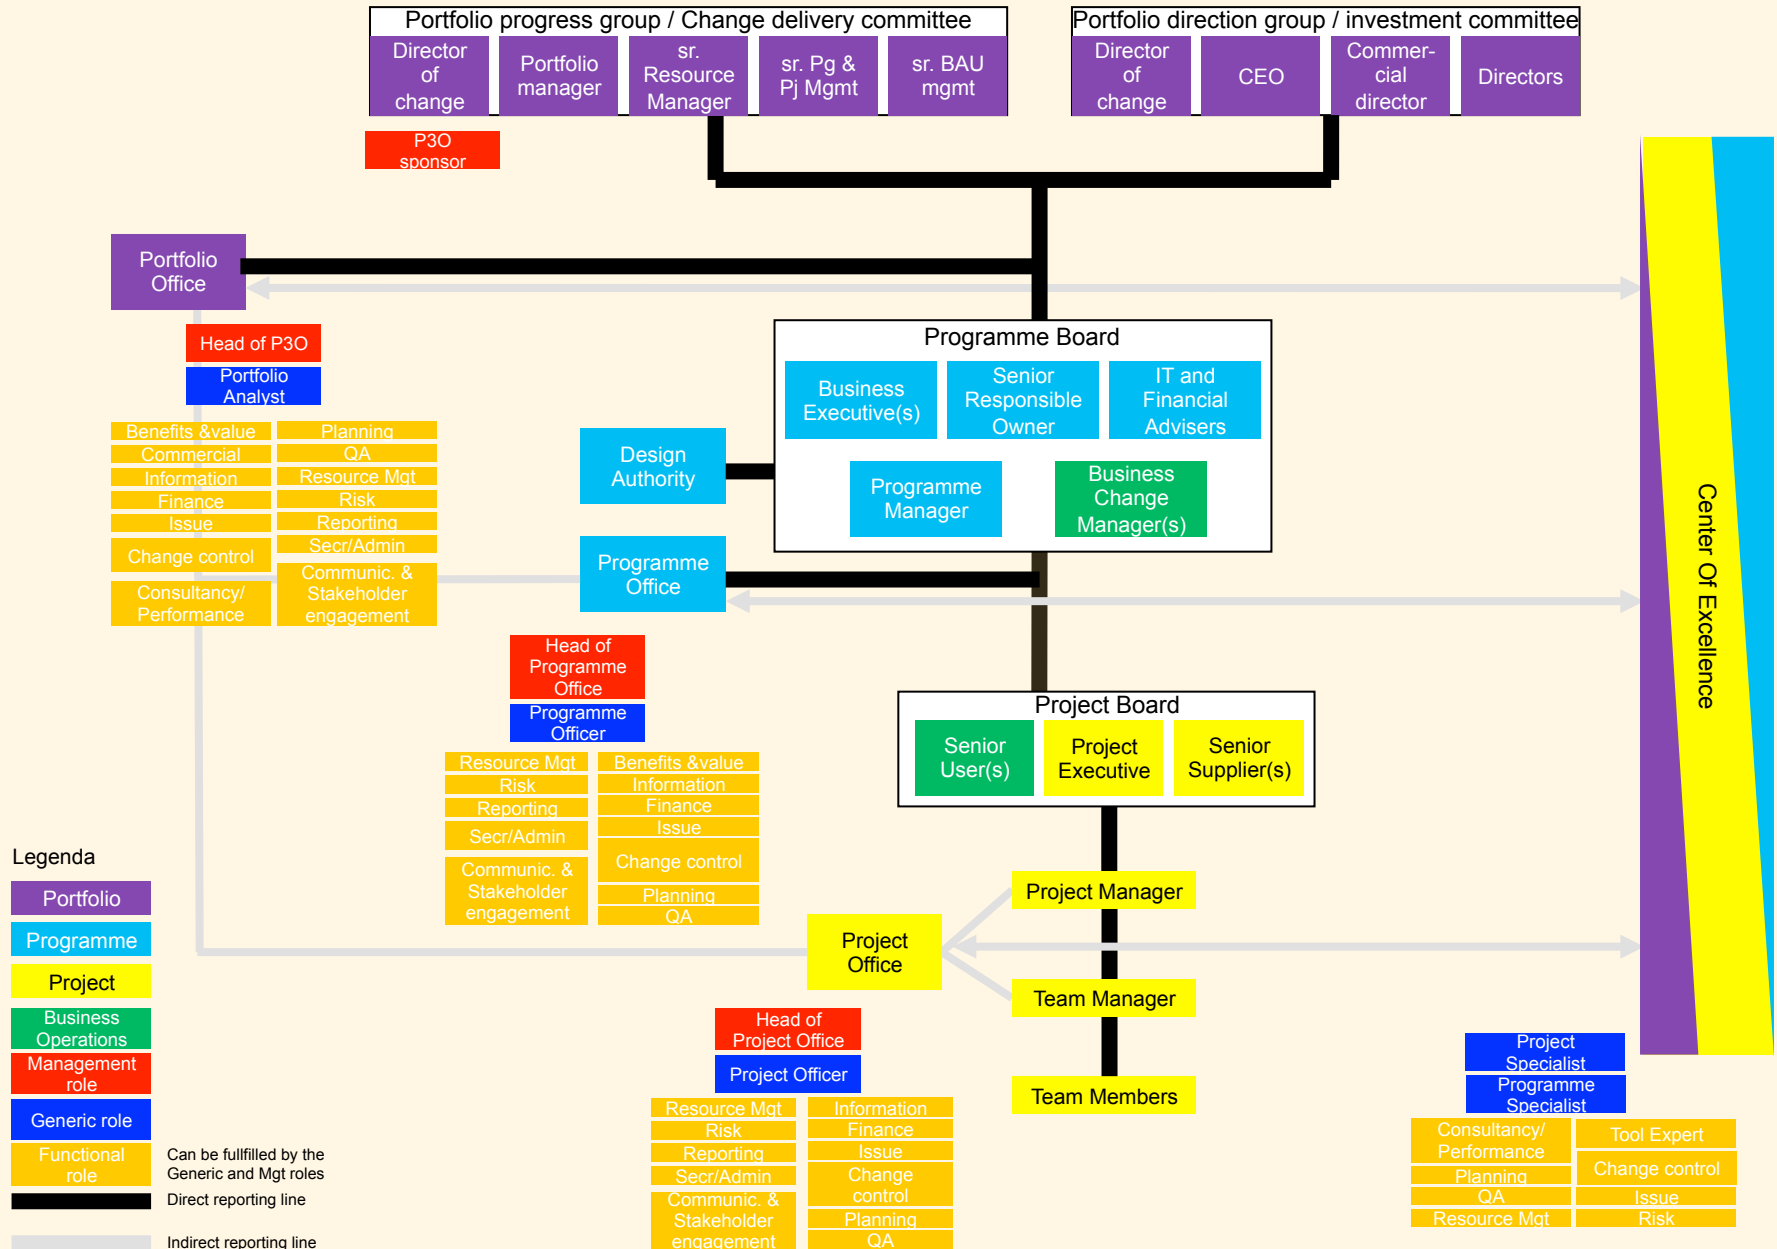 Portfolio progress group / Change delivery committee
Director
of
change
Portfolio
manager
sr.
Resource
Manager
sr. Pg &
Pj Mgmt
sr. BAU
mgmt
Portfolio direction group / investment committee
Director
of
change
CEO
Commer-
cial
director
Directors
P3O
sponsor
Portfolio
Office
Head of P3O
Portfolio
Analyst
Benefits &value
Commercial
Information
Finance
Issue
Change control
Consultancy/
Performance
Planning
QA
Resource Mgt
Risk
Reporting
Secr/Admin
Communic. &
Stakeholder
engagement
Programme Board
Business
Executive(s)
Senior
Responsible
Owner
IT and
Financial
Advisers
Programme
Manager
Business
Change
Manager(s)
Design
Authority
Programme
Office
Head of
Programme
Office
Programme
Officer
Resource Mgt
Risk
Reporting
Secr/Admin
Communic. &
Stakeholder
engagement
Benefits &value
Information
Finance
Issue
Change control
Planning
QA
Project Board
Senior
User(s)
Project
Executive
Senior
Supplier(s)
Project Manager
Project
Office
Team Manager
Team Members
Head of
Project Office
Project Officer
Resource Mgt
Risk
Reporting
Secr/Admin
Communic. &
Stakeholder
engagement
Information
Finance
Issue
Change
control
Planning
QA
Center Of Excellence
Project
Specialist
Programme
Specialist
Consultancy/
Performance
Planning
QA
Resource Mgt
Tool Expert
Change control
Issue
Risk
Legenda
Portfolio
Programme
Project
Business
Operations
Management
role
Generic role
Functional
role
Can be fullfilled by the
Generic and Mgt roles
Direct reporting line
Indirect reporting line